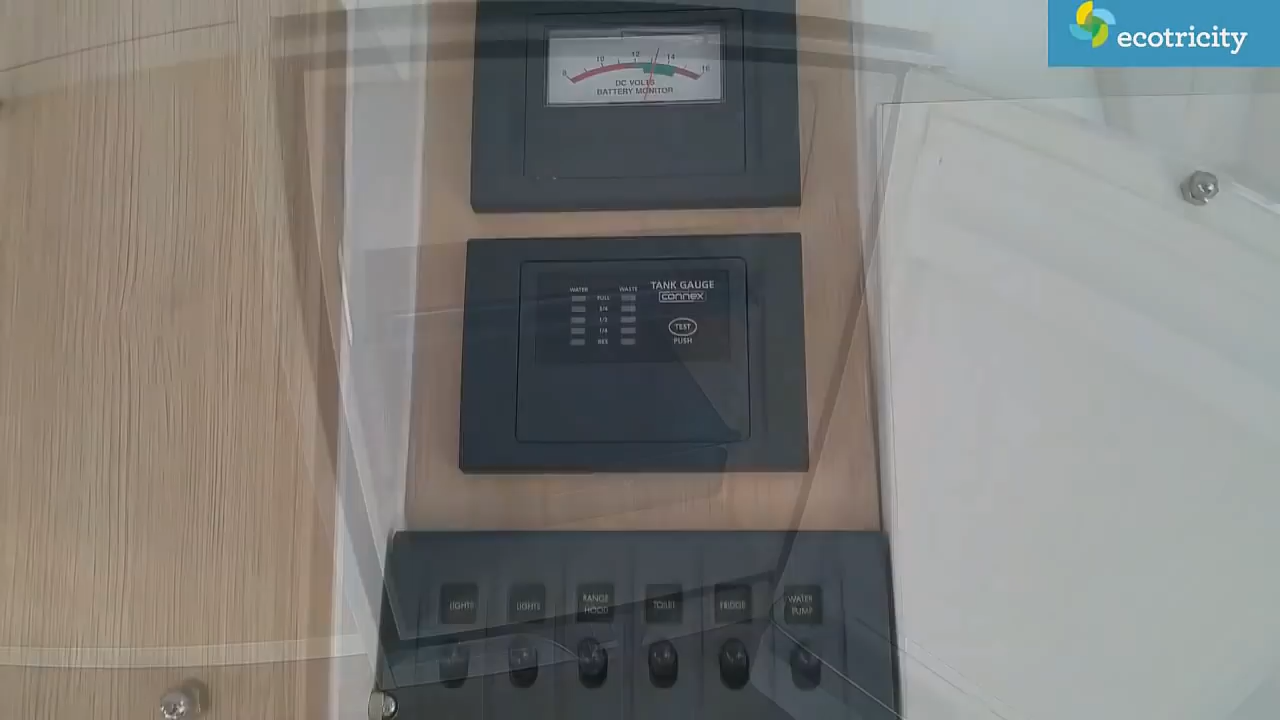 ecotricity
8 10 12 14 16
DC VOLTS
BATTERY MONITOR
TANK GAUGE
connex
WATER WASTE
FULL
3/4
1/2
1/4
RES
TEST
PUSH
LIGHTS
LIGHTS
RANGE
HOOD
TOILET
FRIDGE
WATER
PUMP